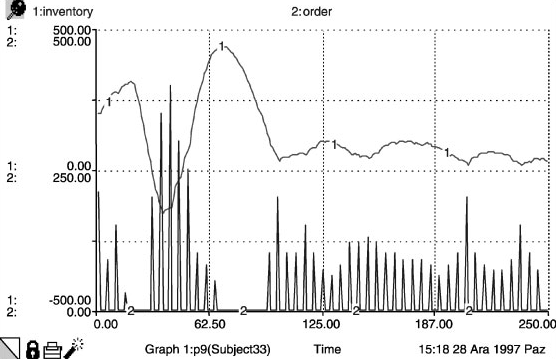 1:inventory 2:order
1: 500.00
2: 500.00
1
1
1
1
1: 0.00
2: 250.00
1: -500.00
2: 0.00
2 2 2 2
0.00 62.50 125.00 187.00 250.00
Graph 1:p9(Subject33) Time 15:18 28 Ara 1997 Paz